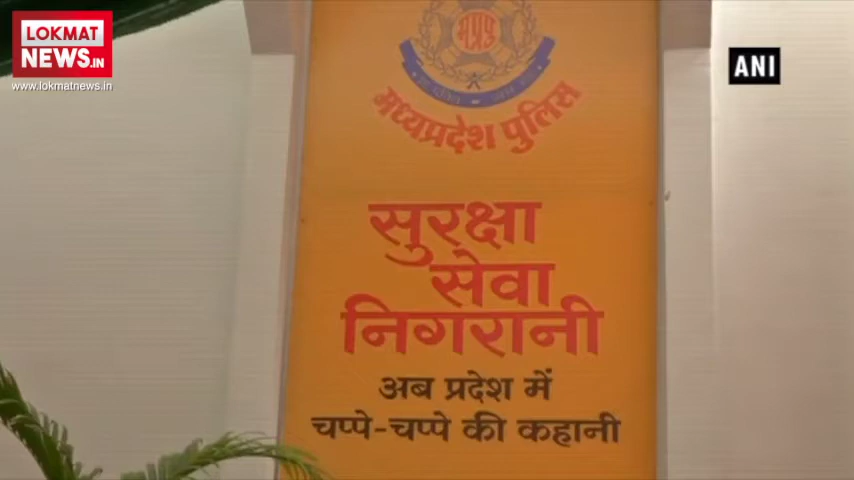 LOKMAT
NEWS.IN
www.lokmatnews.in
ANI
म.प्र.पु.
मध्यप्रदेश पुलिस
सुरक्षा
सेवा
निगरानी
अब प्रदेश में
चप्पे-चप्पे की कहानी